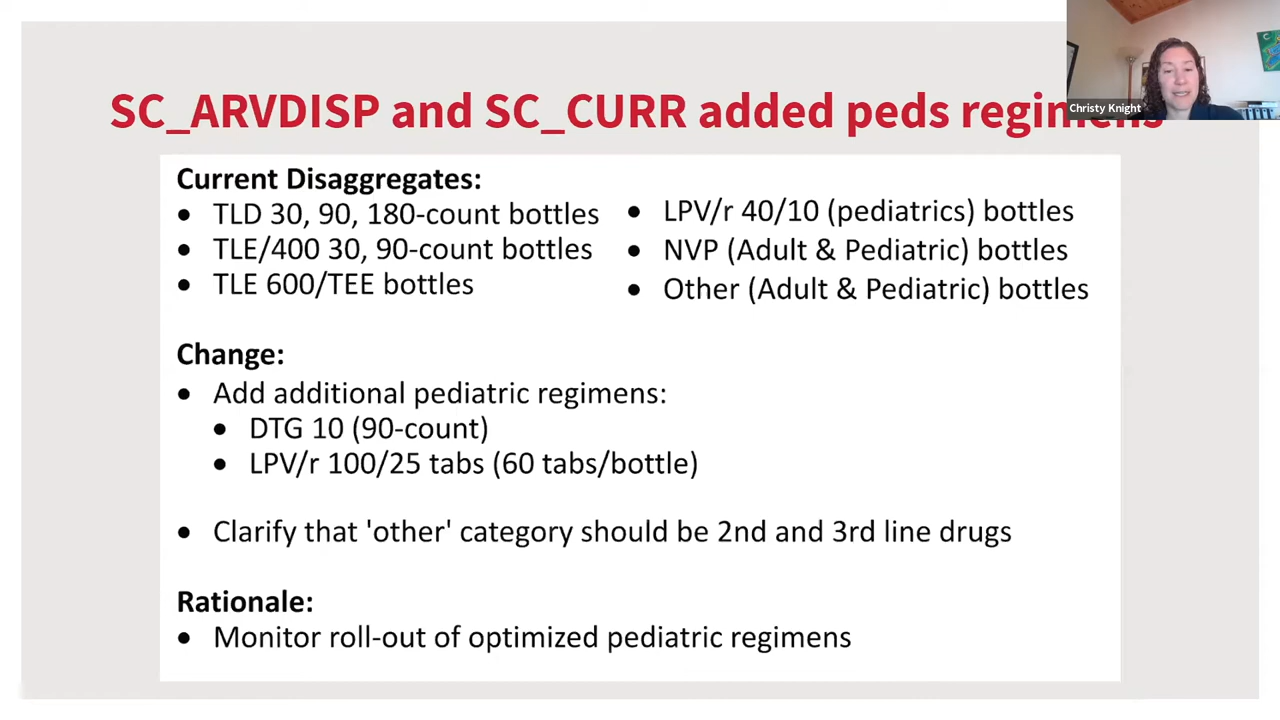 SC_ARVDISP and SC_CURR added peds regimens
Christy Knight
Current Disaggregates:
• TLD 30, 90, 180-count bottles
• TLE/400 30, 90-count bottles
• TLE 600/TEE bottles
• LPV/r 40/10 (pediatrics) bottles
• NVP (Adult & Pediatric) bottles
• Other (Adult & Pediatric) bottles
Change:
• Add additional pediatric regimens:
• DTG 10 (90-count)
• LPV/r 100/25 tabs (60 tabs/bottle)
• Clarify that 'other' category should be 2nd and 3rd line drugs
Rationale:
• Monitor roll-out of optimized pediatric regimens